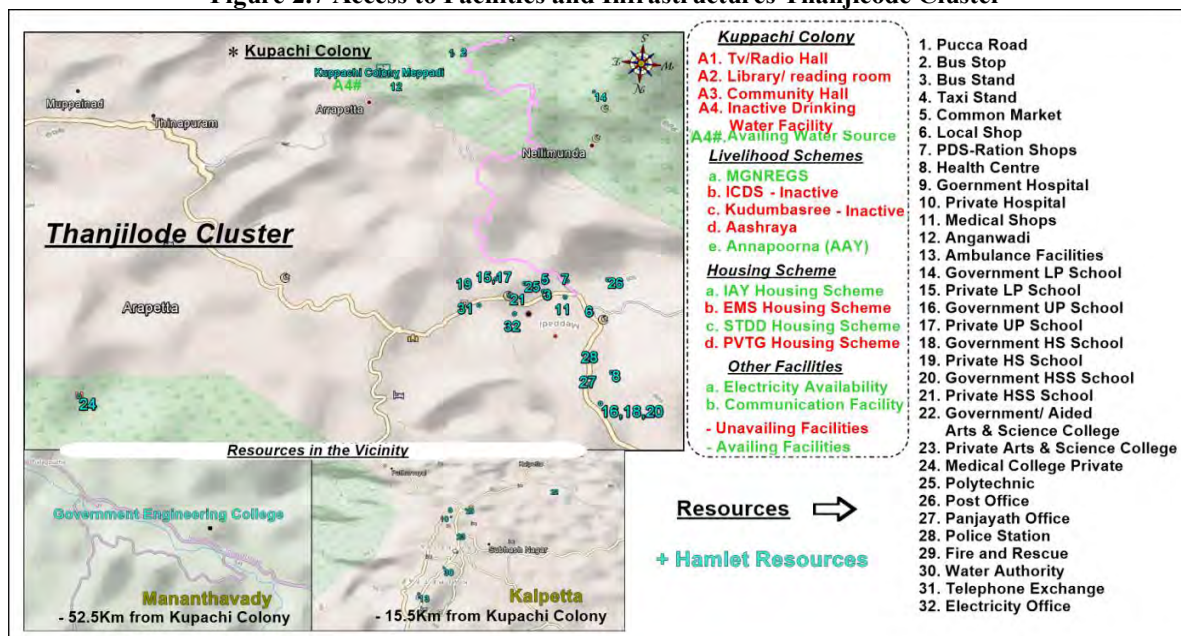 Figure 2.7 Access to Facilities and Infrastructures Thanjilode Cluster
* Kupachi Colony
1 2
Kuppachi Colony Meppadi
A4#
12
14
Muppainad
Arrapetta
Thinapuram
Nellimunda
Thanjilode Cluster
Arapetta
19 15,17 5 7
25 26
21 3
31 11 6
32
Meppadi
28
27 8
24
16,18,20
Kuppachi Colony
A1. Tv/Radio Hall
A2. Library/ reading room
A3. Community Hall
A4. Inactive Drinking
Water Facility
A4#. Availing Water Source
Livelihood Schemes
a. MGNREGS
b. ICDS - Inactive
c. Kudumbasree - Inactive
d. Aashraya
e. Annapoorna (AAY)
Housing Scheme
a. IAY Housing Scheme
b. EMS Housing Scheme
c. STDD Housing Scheme
d. PVTG Housing Scheme
Other Facilities
a. Electricity Availability
b. Communication Facility
- Unavailing Facilities
- Availing Facilities
1. Pucca Road
2. Bus Stop
3. Bus Stand
4. Taxi Stand
5. Common Market
6. Local Shop
7. PDS-Ration Shops
8. Health Centre
9. Goernment Hospital
10. Private Hospital
11. Medical Shops
12. Anganwadi
13. Ambulance Facilities
14. Government LP School
15. Private LP School
16. Government UP School
17. Private UP School
18. Government HS School
19. Private HS School
20. Government HSS School
21. Private HSS School
22. Government/ Aided
Arts & Science College
23. Private Arts & Science College
24. Medical College Private
25. Polytechnic
26. Post Office
27. Panjayath Office
28. Police Station
29. Fire and Rescue
30. Water Authority
31. Telephone Exchange
32. Electricity Office
Resources in the Vicinity
Government Engineering College
Mananthavady
- 52.5Km from Kupachi Colony
Kalpetta
22
Subhash Nagar
30
Kalpetta
- 15.5Km from Kupachi Colony
Resources
+ Hamlet Resources